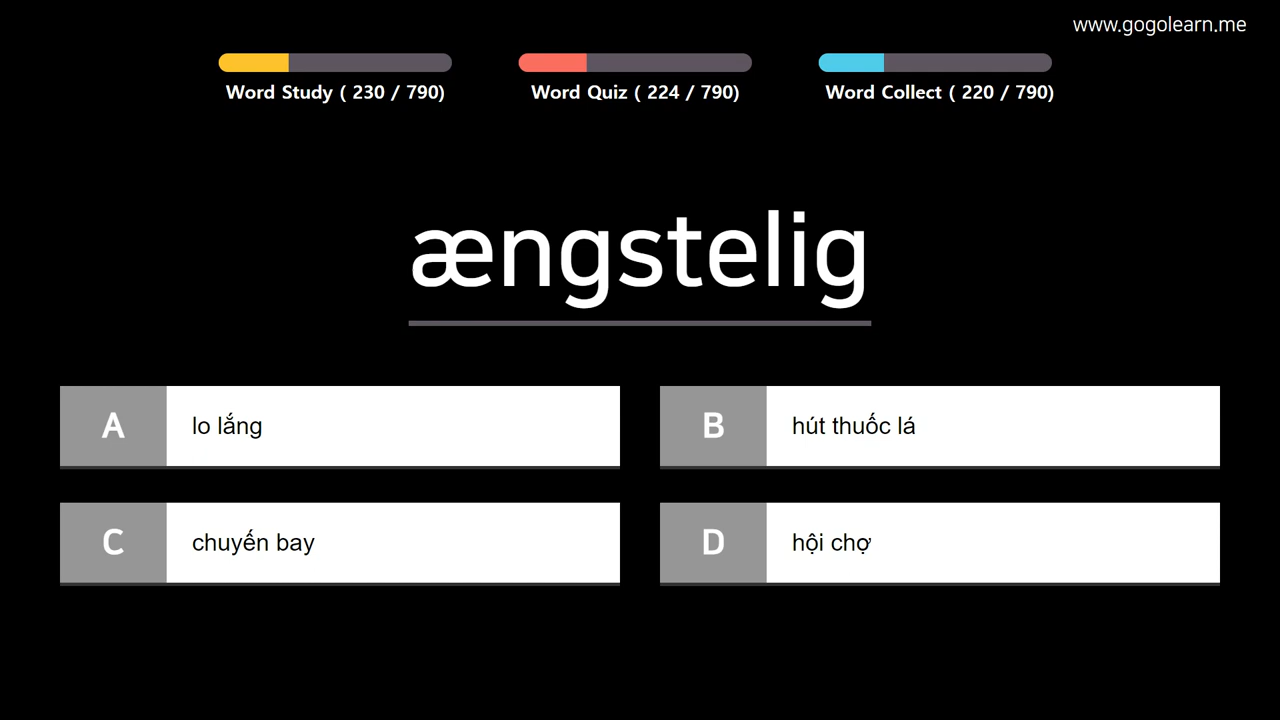 www.gogolearn.me
Word Study ( 230 / 790)
Word Quiz ( 224 / 790)
Word Collect ( 220 / 790)
ængstelig
A
lo lắng
B
hút thuốc lá
C
chuyến bay
D
hội chợ